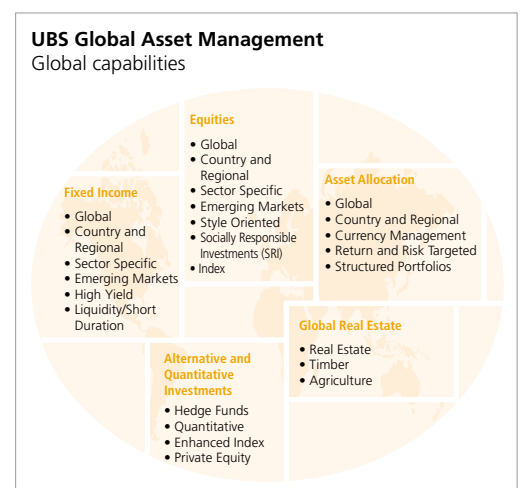 UBS Global Asset Management
Global capabilities
Equities
• Global
• Country and
Regional
• Sector Specific
• Emerging Markets
• Style Oriented
• Socially Responsible
Investments (SRI)
• Index
Asset Allocation
• Global
• Country and Regional
• Currency Management
• Return and Risk Targeted
• Structured Portfolios
Fixed Income
• Global
• Country and
Regional
• Sector Specific
• Emerging Markets
• High Yield
• Liquidity/Short
Duration
Global Real Estate
• Real Estate
• Timber
• Agriculture
Alternative and
Quantitative
Investments
• Hedge Funds
• Quantitative
• Enhanced Index
• Private Equity